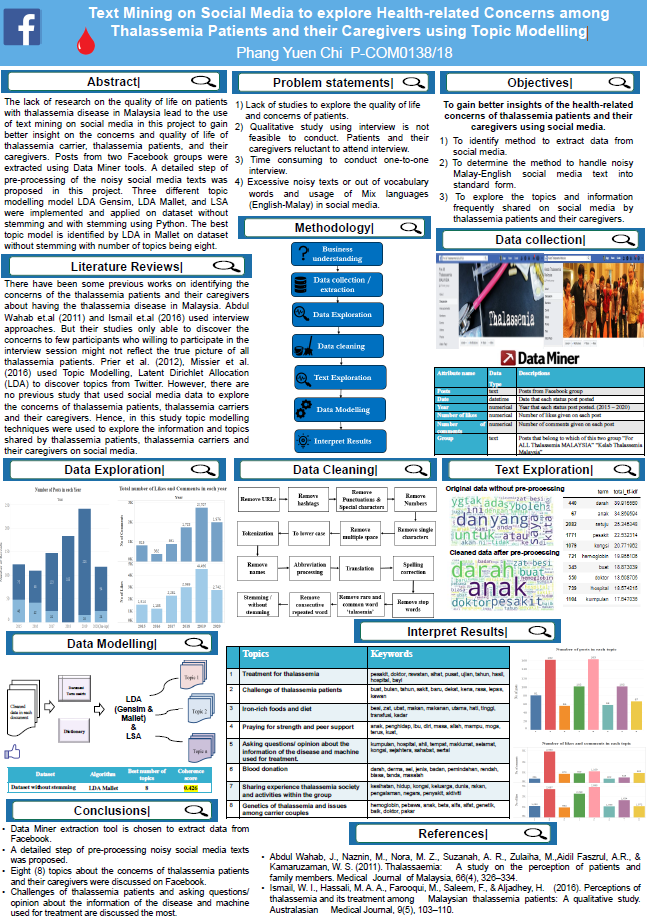 Text Mining on Social Media to explore Health-related Concerns among
Thalassemia Patients and their Caregivers using Topic Modelling|
Phang Yuen Chi P-COM0138/18
Abstract|
The lack of research on the quality of life on patients
with thalassemia disease in Malaysia lead to the use
of text mining on social media in this project to gain
better insight on the concerns and quality of life of
thalassemia carrier, thalassemia patients, and their
caregivers. Posts from two Facebook groups were
extracted using Data Miner tools. A detailed step of
pre-processing of the noisy social media texts was
proposed in this project. Three different topic
modelling model LDA Gensim, LDA Mallet, and LSA
were implemented and applied on dataset without
stemming and with stemming using Python. The best
topic model is identified by LDA in Mallet on dataset
without stemming with number of topics being eight.
Literature Reviews|
There have been some previous works on identifying the
concerns of the thalassemia patients and their caregivers
about having the thalassemia disease in Malaysia. Abdul
Wahab et.al (2011) and Ismail et.al (2016) used interview
approaches. But their studies only able to discover the
concerns to few participants who willing to participate in the
interview session might not reflect the true picture of all
thalassemia patients. Prier et al. (2012), Missier et al.
(2016) used Topic Modelling, Latent Dirichlet Allocation
(LDA) to discover topics from Twitter. However, there are
no previous study that used social media data to explore
the concerns of thalassemia patients, thalassemia carriers
and their caregivers. Hence, in this study topic modelling
techniques were used to explore the information and topics
shared by thalassemia patients, thalassemia carriers and
their caregivers on social media.
Problem statements|
1) Lack of studies to explore the quality of life
and concerns of patients.
2) Qualitative study using interview is not
feasible to conduct. Patients and their
caregivers reluctant to attend interview.
3) Time consuming to conduct one-to-one
interview.
4) Excessive noisy texts or out of vocabulary
words and usage of Mix languages
(English-Malay) in social media.
Methodology|
Business
understanding
Data collection /
extraction
Data Exploration
Data cleaning
Text Exploration
Data Modelling
Interpret Results
Objectives|
To gain better insights of the health-related
concerns of thalassemia patients and their
caregivers using social media.
1) To identify method to extract data from
social media.
2) To determine the method to handle noisy
Malay-English social media text into
standard form.
3) To explore the topics and information
frequently shared on social media by
thalassemia patients and their caregivers.
Data collection|
Thalassemia
Data Miner
Attribute name Data Type Descriptions
Posts text Posts from Facebook group
Date datetime Date that each status post posted
Year numerical Year that each status post posted. (2015 – 2020)
Number of likes numerical Number of likes given on each post
Number of comments numerical Number of comments given on each post
Group text Posts that belong to which of this two group "For
ALL Thalassemia MALAYSIA" "Kelab Thalassemia
Malaysia"
Data Exploration|
Number of Posts in each Year
Total number of Likes and Comments in each year
Year
No. of Comments
No. of Likes
2015 2016 2017 2018 2019 2020
Data Cleaning|
Remove URLs
Remove hashtags
Remove Punctuations & Special characters
Remove Numbers
Tokenization
To lower case
Remove multiple space
Remove single characters
Remove names
Abbreviation processing
Translation
Spelling correction
Stemming / without stemming
Remove consecutive repeated word
Remove rare and common word 'talasemia'
Remove stop words
Text Exploration|
Original data without pre-processing
ygtak ada yboleh
ini
dan yang saya
untuk atau kita
Cleaned data after pre-processing
zat besi
darah buat
anak
doktor pesakit
term total_tf-idf
darah
anak
setuju
1771 pesakit
kongsi
721 hemoglobin
343 buat
550 doktor
739 hospital
kumpulan
Data Modelling|
Cleaned
data in each
document
Document
Term matrix
Dictionary
LDA
(Gensim &
Mallet)
&
LSA
Topic 1
Topic 2
Topic n
Dataset Algorithm Best number of topics Coherence score
Dataset without stemming LDA Mallet 8 0.426
Interpret Results|
Topics Keywords
1 Treatment for thalassemia pesakit, doktor, rawatan, sihat, pusat, ujian, tahun, hasil,
hospital, bayi
2 Challenge of thalassemia patients buat, bulan, tahun, sakit, baru, dekat, kena, rasa, lepas,
kawan
3 Iron-rich foods and diet besi, zat, ubat, makan, makanan, utama, hati, tinggi,
transfusi, kadar
4 Praying for strength and peer support anak, penghidap, ibu, diri, masa, allah, mampu, moga,
terus, kuat,
5 Asking questions/ opinion about the
information of the disease and machine
used for treatment. kumpulan, hospital, ahli, tempat, maklumat, selamat,
kongsi, sejahtera, sahabat, sertai
6 Blood donation darah, derma, sel, jenis, badan, pemindahan, rendah,
biasa, tanda, masalah
7 Sharing experience thalassemia society
and activities within the group kesihatan, hidup, kongsi, keluarga, dunia, rakan,
pengalaman, negara, penyakit, aktiviti
8 Genetics of thalassemia and issues
among carrier couples hemoglobin, pebawa, anak, beta, alfa, sifat, genetik,
baik, doktor, pakar
Number of posts in each topic
Number of likes and comments in each topic
Conclusions|
• Data Miner extraction tool is chosen to extract data from
Facebook.
• A detailed step of pre-processing noisy social media texts
was proposed.
• Eight (8) topics about the concerns of thalassemia patients
and their caregivers were discussed on Facebook.
• Challenges of thalassemia patients and asking questions/
opinion about the information of the disease and machine
used for treatment are discussed the most.
References|
• Abdul Wahab, J., Naznin, M., Nora, M. Z., Suzanah, A. R., Zulaiha, M.,Aidil Faszrul, A.R., &
Kamaruzaman, W. S. (2011). Thalassaemia: A study on the perception of patients and
family members. Medical Journal of Malaysia, 66(4), 326–334.
• Ismail, W. I., Hassali, M. A. A., Farooqui, M., Saleem, F., & Aljadhey, H. (2016). Perceptions of
thalassemia and its treatment among Malaysian thalassemia patients: A qualitative study.
Australasian Medical Journal, 9(5), 103–110.